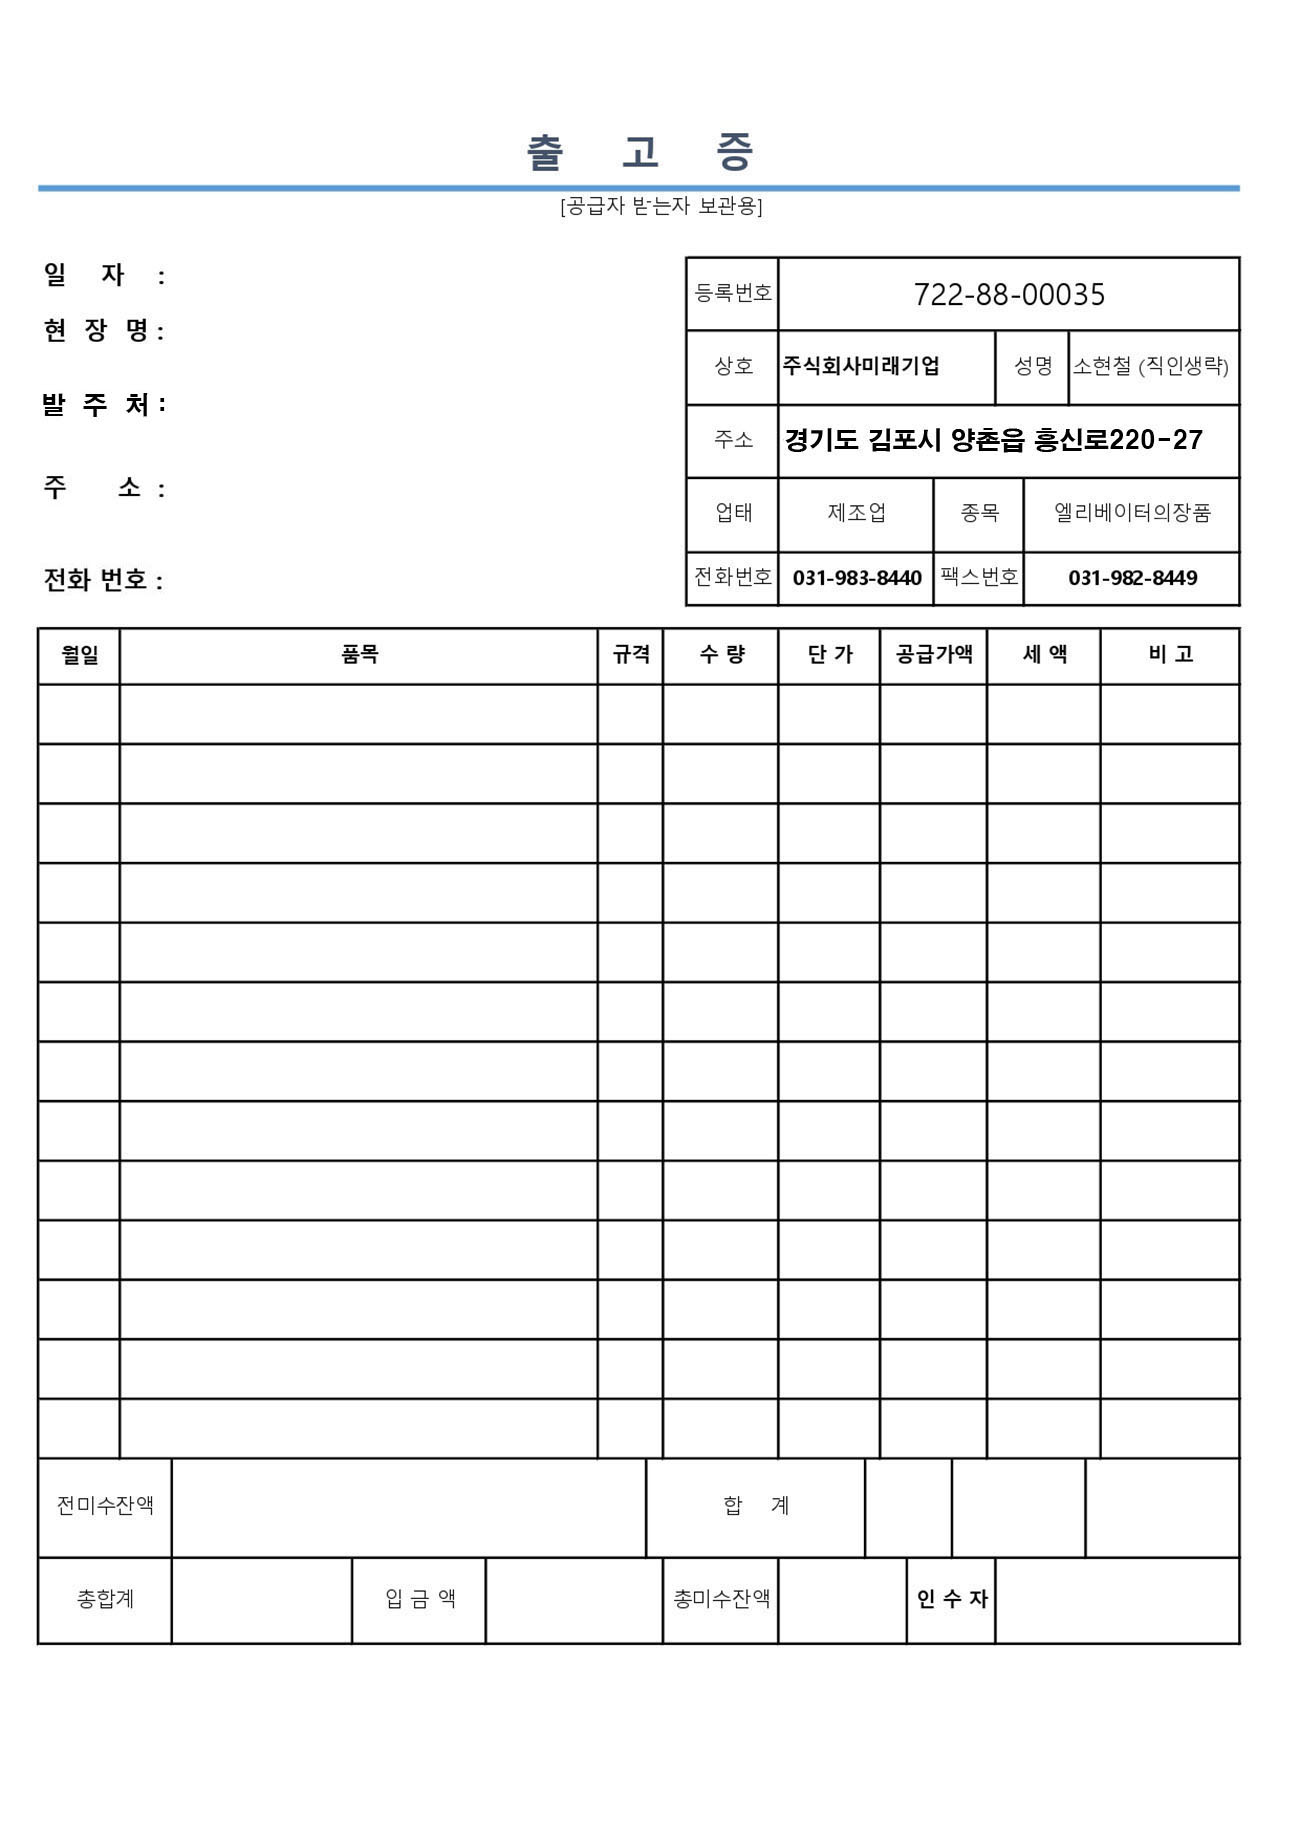 출 고 증
[공급자 받는자 보관용]
일 자 :
현 장 명 :
발 주 처 :
주 소 :
전화 번호 :
등록번호 722-88-00035
상호 주식회사미래기업 성명 소현철 (직인생략)
주소 경기도 김포시 양촌읍 흥신로220-27
업태 제조업 종목 엘리베이터의장품
전화번호 031-983-8440 팩스번호 031-982-8449
월일 품목 규격 수 량 단 가 공급가액 세 액 비 고
전미수잔액 합 계
총합계 입 금 액 총미수잔액 인 수 자